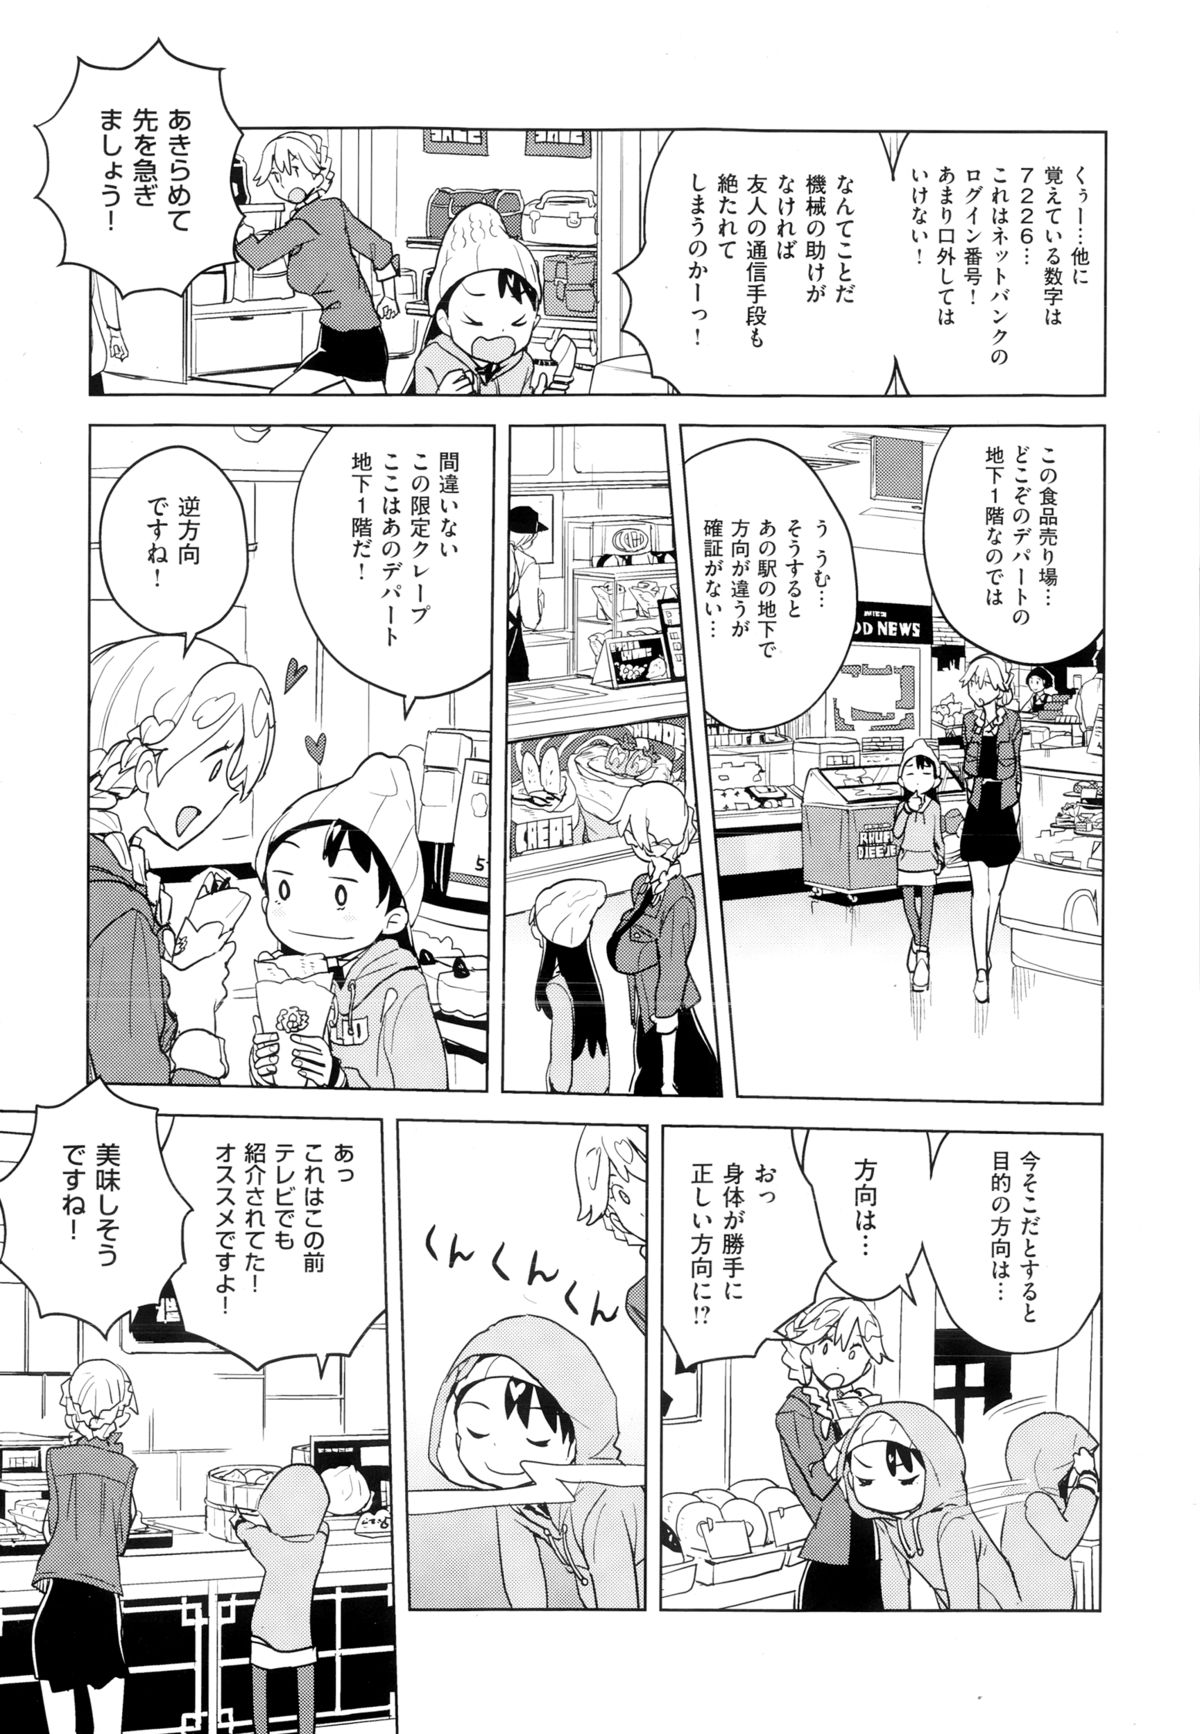 くぅー…他に
覚えている数字は
7226…
これはネットバンクの
ログイン番号！
あまり口外しては
いけない！
なんてことだ
機械の助けが
なければ
友人の通信手段も
絶たれて
しまうのかーっ！
あきらめて
先を急ぎ
ましょう！
この食品売り場…
どこぞのデパートの
地下1階なのでは
う うむ…
そうすると
あの駅の地下で
方向が違うが
確証がない…
OD NEWS
間違いない
この限定クレープ
ここはあのデパート
地下1階だ！
逆方向
ですね！
今そこだとすると
目的の方向は…
方向は…
おっ
身体が勝手に
正しい方向に!?
くんくんくん
あっ
これはこの前
テレビでも
紹介されてた！
オススメですよ！
美味しそう
ですね！